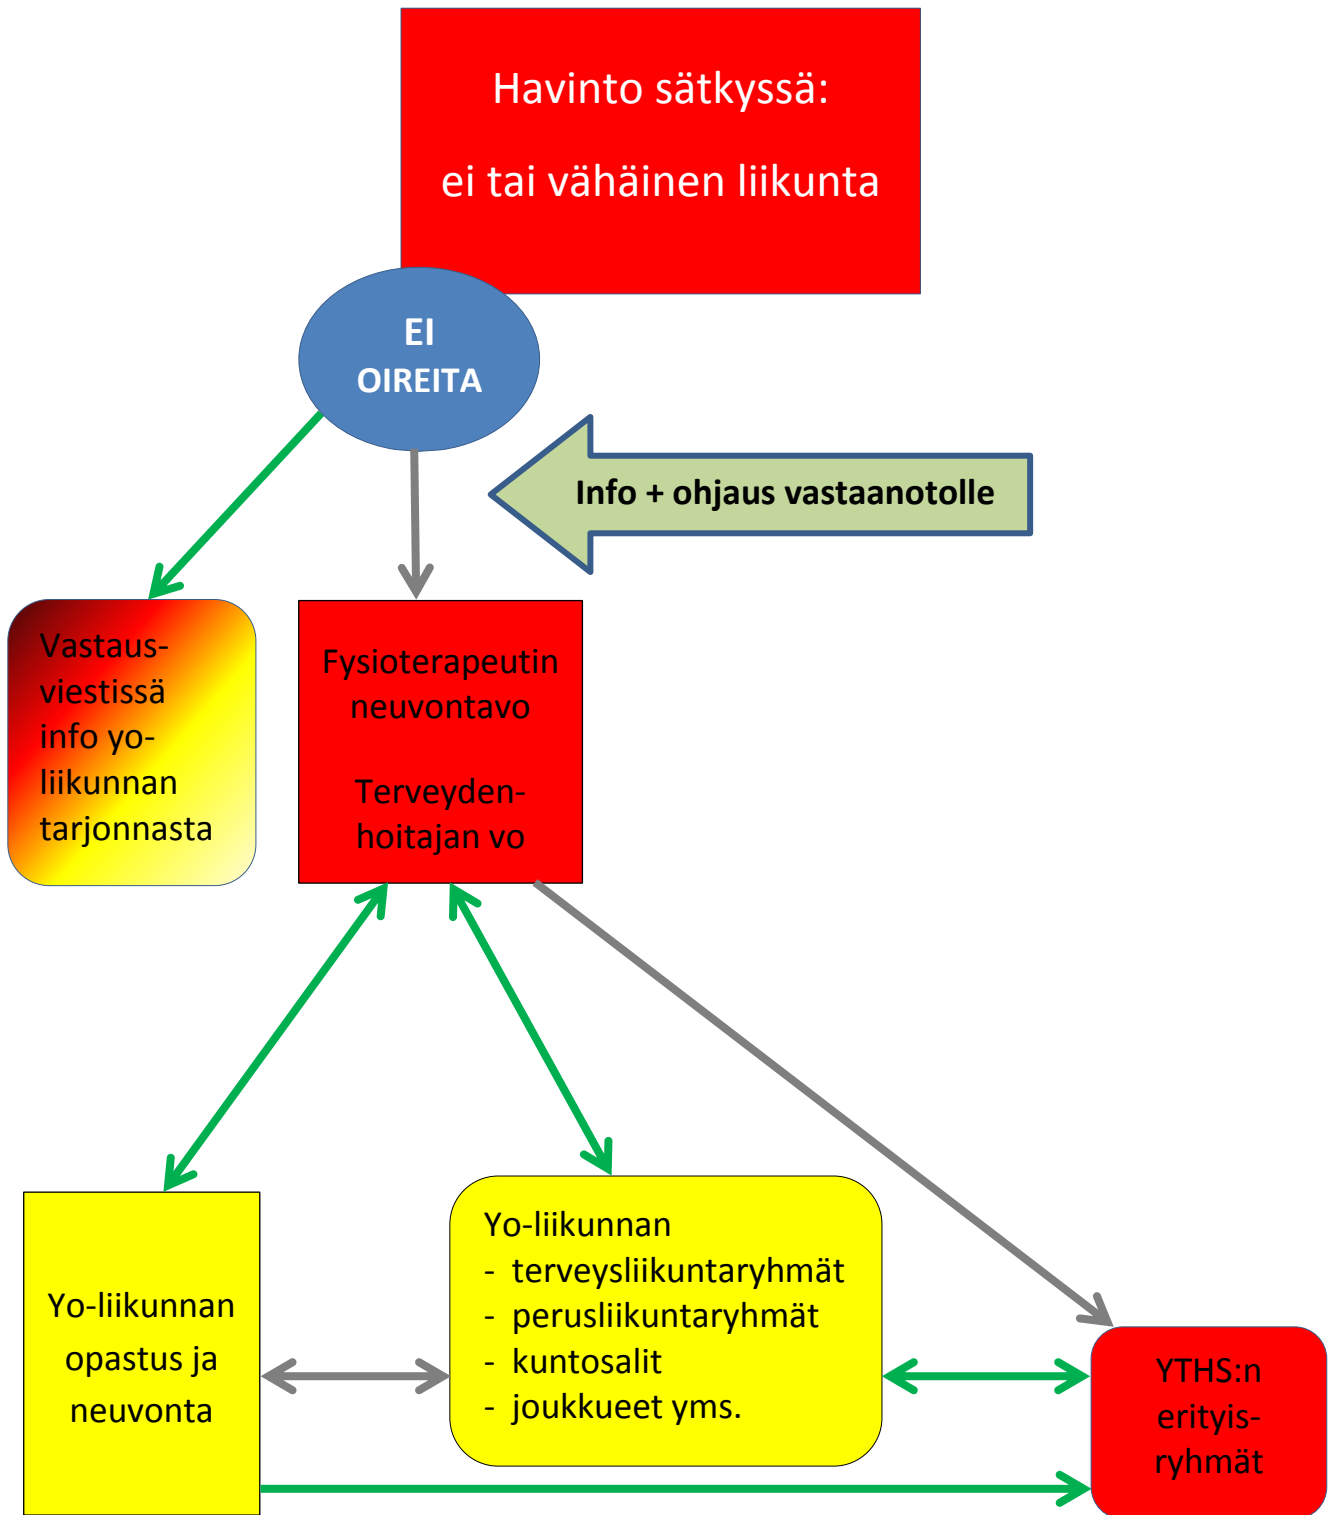 Havinto sätkyssä:
ei tai vähäinen liikunta
EI
OIREITA
Info + ohjaus vastaanotolle
Vastaus-
viestissä
info yo-
liikunnan
tarjonnasta
Fysioterapeutin
neuvontavo
Terveyden-
hoitajan vo
Yo-liikunnan
opastus ja
neuvonta
Yo-liikunnan
- terveysliikuntaryhmät
- perusliikuntaryhmät
- kuntosalit
- joukkueet yms.
YTHS:n
erityis-
ryhmät